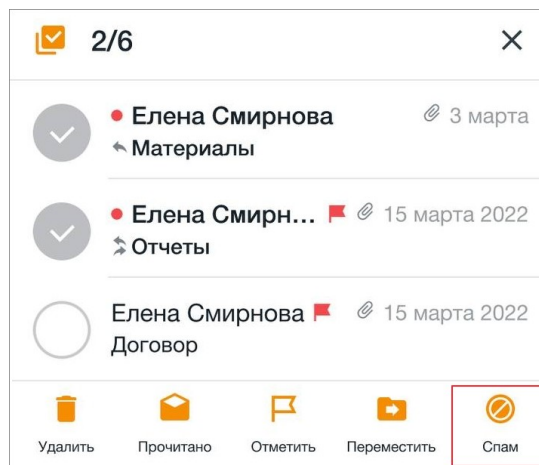 2/6
Елена Смирнова 3 марта
Материалы
Елена Смирн... 15 марта 2022
Отчеты
Елена Смирнова 15 марта 2022
Договор
Удалить Прочитано Отметить Переместить Спам